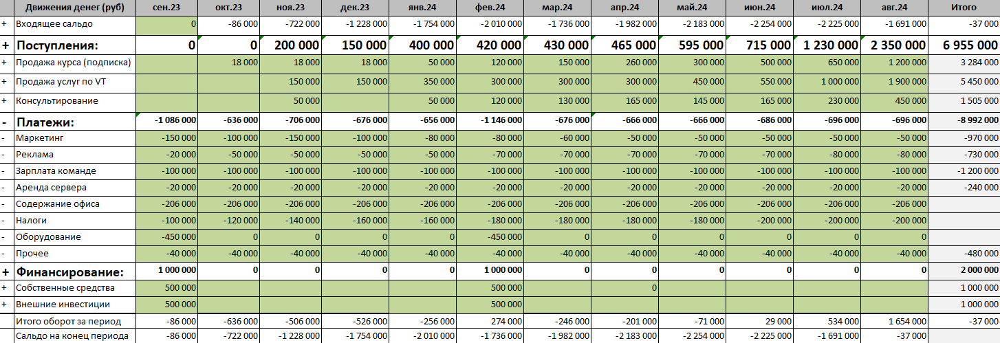 Движения денег (руб) сен.23 окт.23 ноя.23 дек.23 янв.24 фев.24 мар.24 апр.24 май.24 июн.24 июл.24 авг.24 Итого
+ Входящее сальдо 0 -86 000 -722 000 -1 228 000 -1 754 000 -2 010 000 -1 736 000 -1 982 000 -2 183 000 -2 254 000 -2 225 000 -1 691 000 -37 000
+ Поступления: 0 0 200 000 150 000 400 000 420 000 430 000 465 000 595 000 715 000 1 230 000 2 350 000 6 955 000
+ Продажа курса (подписка) 18 000 18 000 18 000 50 000 120 000 150 000 260 000 300 000 500 000 650 000 1 200 000 3 284 000
+ Продажа услуг по VT 150 000 150 000 350 000 300 000 300 000 300 000 450 000 550 000 1 000 000 1 900 000 5 450 000
+ Консультирование 50 000 50 000 120 000 130 000 165 000 145 000 165 000 230 000 450 000 1 505 000
- Платежи: -1 086 000 -636 000 -706 000 -676 000 -656 000 -1 146 000 -676 000 -666 000 -666 000 -686 000 -696 000 -696 000 -8 992 000
- Маркетинг -150 000 -100 000 -150 000 -100 000 -80 000 -80 000 -60 000 -50 000 -50 000 -50 000 -50 000 -50 000 -970 000
- Реклама -20 000 -50 000 -50 000 -50 000 -50 000 -70 000 -70 000 -70 000 -70 000 -70 000 -80 000 -80 000 -730 000
- Зарплата команде -100 000 -100 000 -100 000 -100 000 -100 000 -100 000 -100 000 -100 000 -100 000 -100 000 -100 000 -100 000 -1 200 000
- Аренда сервера -20 000 -20 000 -20 000 -20 000 -20 000 -20 000 -20 000 -20 000 -20 000 -20 000 -20 000 -20 000 -240 000
- Содержание офиса -206 000 -206 000 -206 000 -206 000 -206 000 -206 000 -206 000 -206 000 -206 000 -206 000 -206 000 -206 000
- Налоги -100 000 -120 000 -140 000 -160 000 -160 000 -180 000 -180 000 -180 000 -180 000 -200 000 -200 000 -200 000
- Оборудование -450 000 0 0 0 0 -450 000 0 0 0 0 0 0
- Прочее -40 000 -40 000 -40 000 -40 000 -40 000 -40 000 -40 000 -40 000 -40 000 -40 000 -40 000 -40 000 -480 000
+ Финансирование: 1 000 000 0 0 0 0 1 000 000 0 0 0 0 0 0 2 000 000
+ Собственные средства 500 000 500 000 0 1 000 000
+ Внешние инвестиции 500 000 500 000 1 000 000
Итого оборот за период -86 000 -636 000 -506 000 -526 000 -256 000 274 000 -246 000 -201 000 -71 000 29 000 534 000 1 654 000 -37 000
Сальдо на конец периода -86 000 -722 000 -1 228 000 -1 754 000 -2 010 000 -1 736 000 -1 982 000 -2 183 000 -2 254 000 -2 225 000 -1 691 000 -37 000